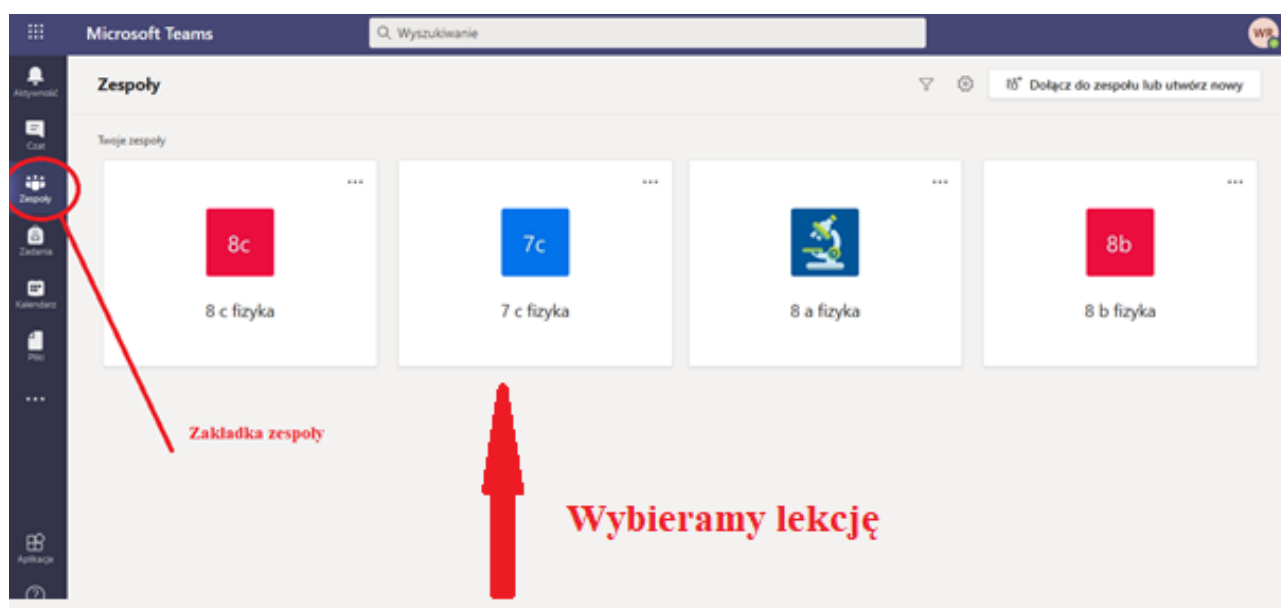 Microsoft Teams
Wyszukiwanie
WR
Aktywność
Zespoły
Dołącz do zespołu lub utwórz nowy
Czat
Twoje zespoły
Zespoły
8c
7c
8b
Zadania
Kalendarz
8 c fizyka
7 c fizyka
8 a fizyka
8 b fizyka
Pliki
Zakładka zespoły
Wybieramy lekcję
Aplikacje